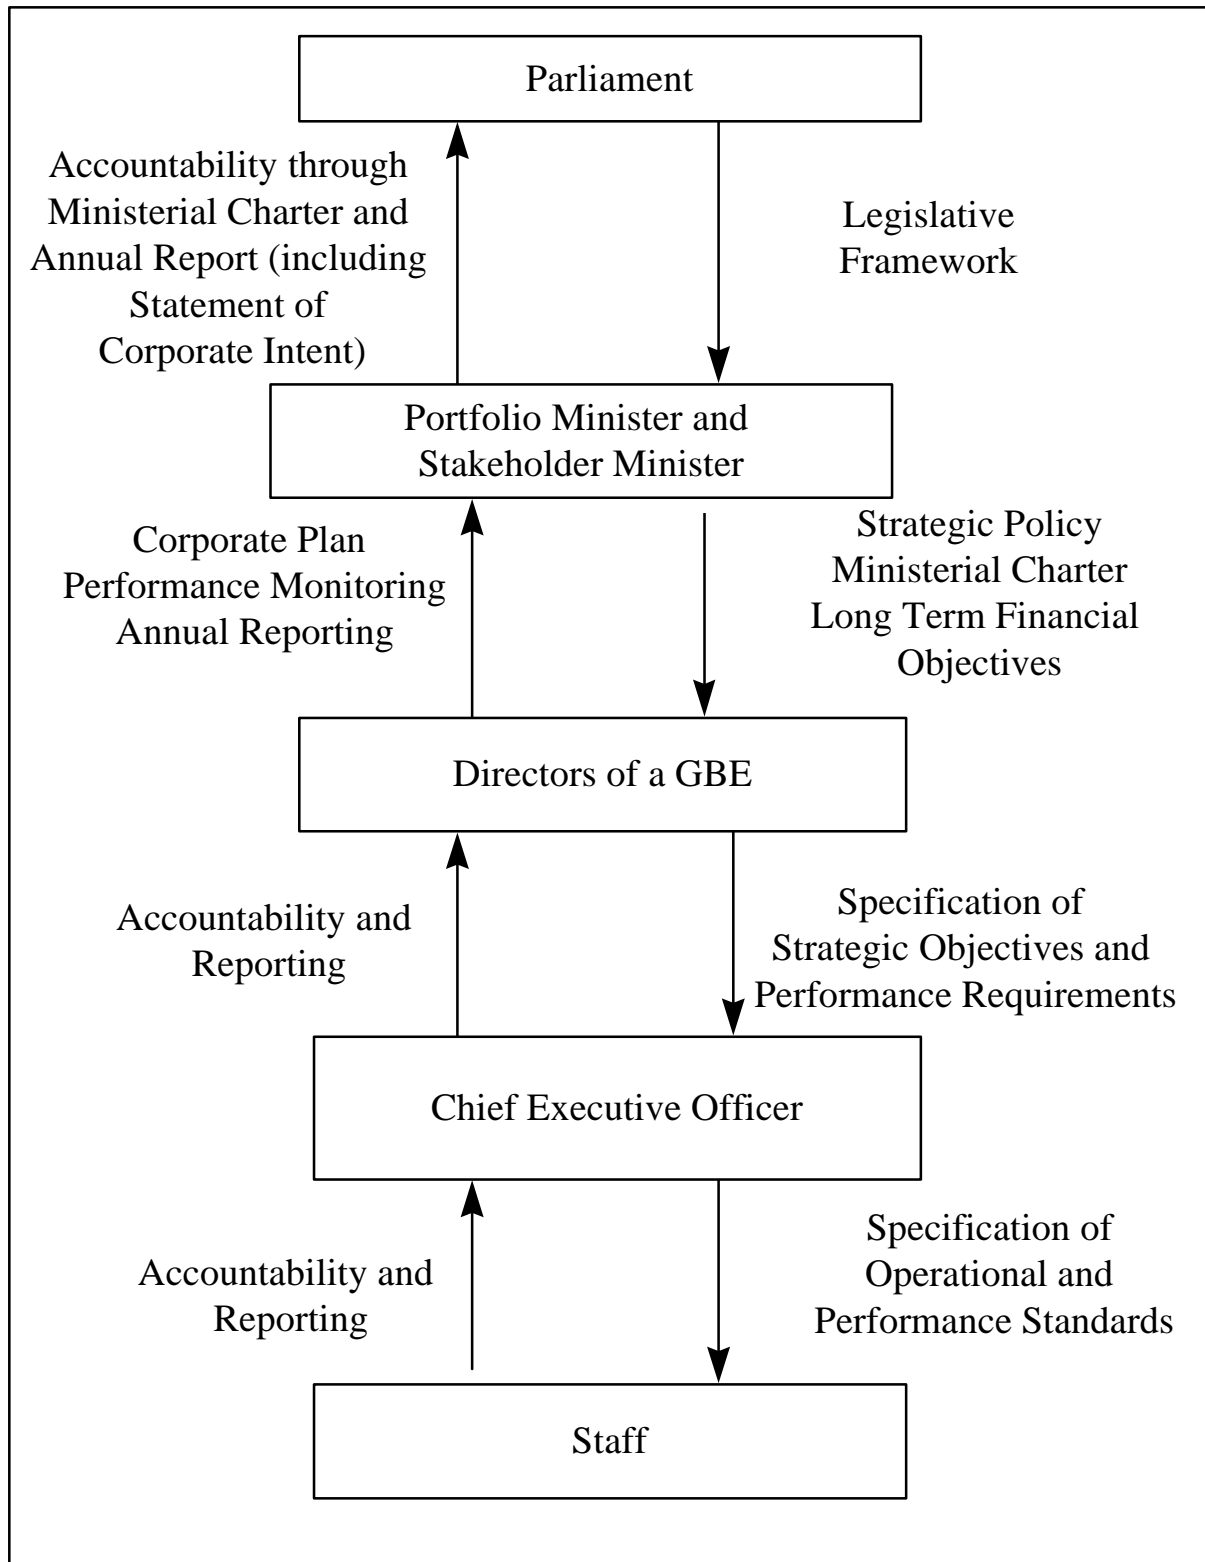 Parliament
Accountability through
Ministerial Charter and
Annual Report (including
Statement of
Corporate Intent)
Legislative
Framework
Portfolio Minister and
Stakeholder Minister
Corporate Plan
Performance Monitoring
Annual Reporting
Strategic Policy
Ministerial Charter
Long Term Financial
Objectives
Directors of a GBE
Accountability and
Reporting
Specification of
Strategic Objectives and
Performance Requirements
Chief Executive Officer
Accountability and
Reporting
Specification of
Operational and
Performance Standards
Staff